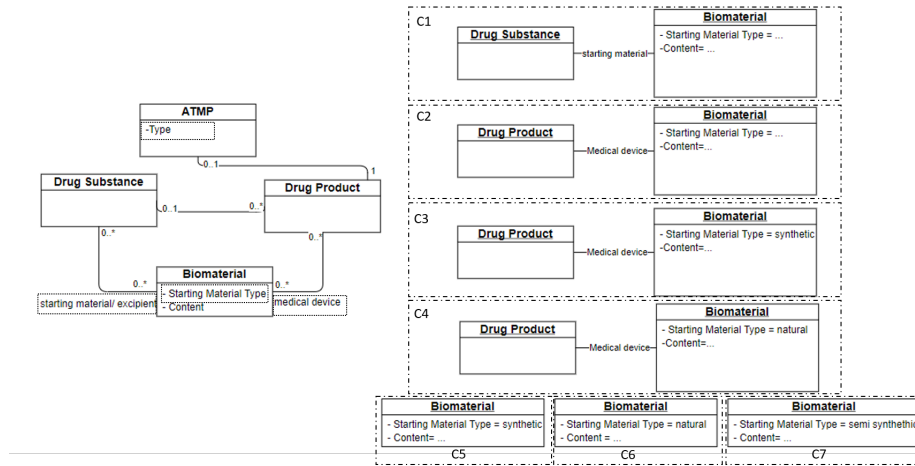 ATMP
-Type
0..1
1
Drug Substance
Drug Product
0..1
0..*
0..*
0..*
0..*
0..*
Biomaterial
- Starting Material Type
- Content
starting material/ excipient
medical device
C1
Drug Substance
starting material
Biomaterial
- Starting Material Type = ...
-Content= ...
C2
Drug Product
Medical device
Biomaterial
- Starting Material Type = ...
-Content=...
C3
Drug Product
Medical device
Biomaterial
- Starting Material Type = synthetic
-Content=...
C4
Drug Product
Medical device
Biomaterial
- Starting Material Type = natural
-Content=...
Biomaterial
- Starting Material Type = synthetic
- Content= ...
C5
Biomaterial
- Starting Material Type = natural
- Content = ...
C6
Biomaterial
- Starting Material Type = semi synthethic
- Content= ...
C7